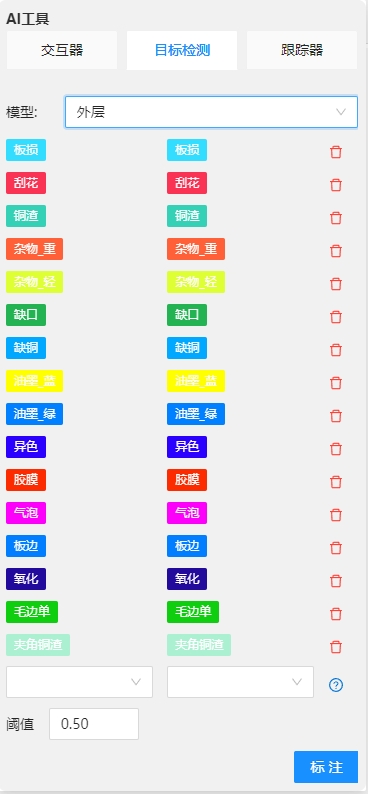 AI工具
交互器 目标检测 跟踪器
模型: 外层
板损 板损
刮花 刮花
铜渣 铜渣
杂物_重 杂物_重
杂物_轻 杂物_轻
缺口 缺口
缺铜 缺铜
油墨_盖 油墨_盖
油墨_绿 油墨_绿
异色 异色
胶膜 胶膜
气泡 气泡
板边 板边
氧化 氧化
毛边单 毛边单
夹角铜渣 夹角铜渣
阈值 0.50
标 注